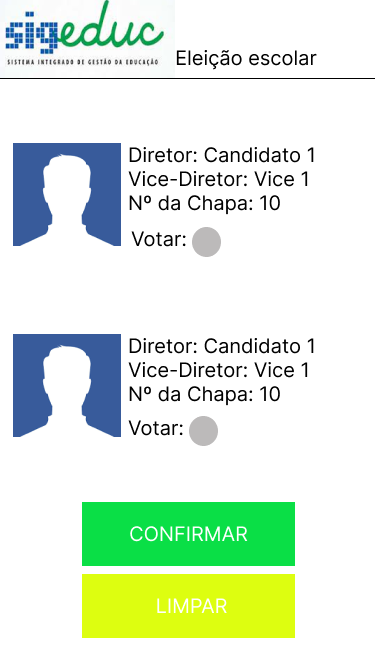 sigeduc
SISTEMA INTEGRADO DE GESTÃO DA EDUCAÇÃO
Eleição escolar
Diretor: Candidato 1
Vice-Diretor: Vice 1
Nº da Chapa: 10
Votar:
Diretor: Candidato 1
Vice-Diretor: Vice 1
Nº da Chapa: 10
Votar:
CONFIRMAR
LIMPAR